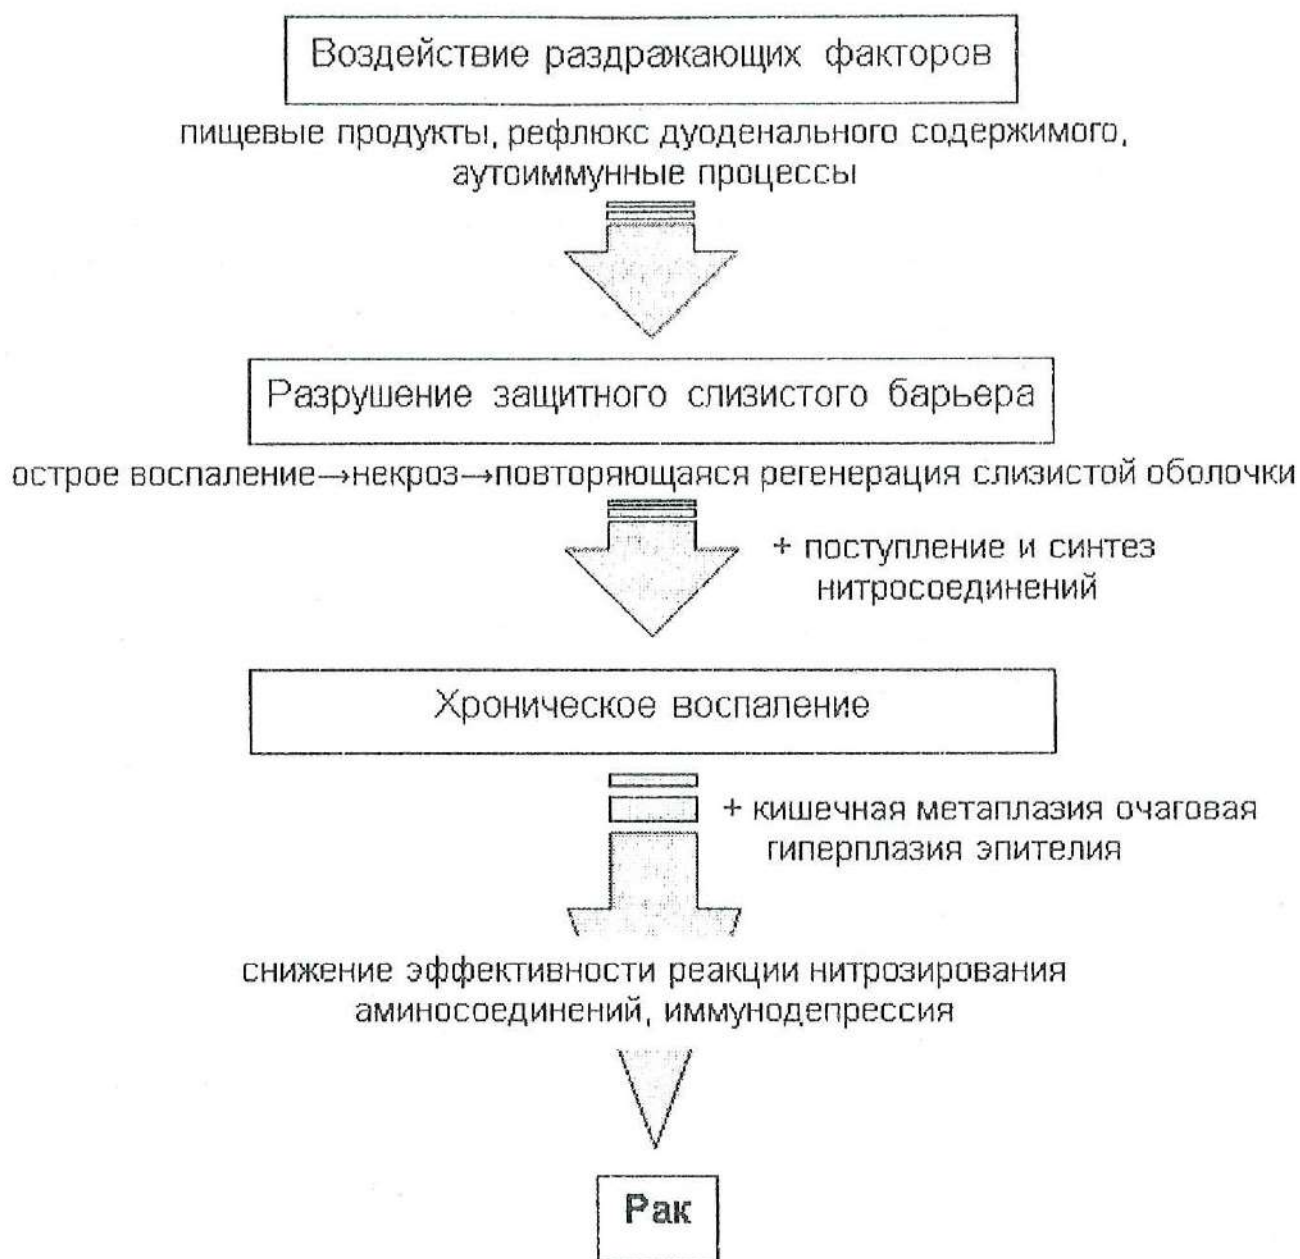 Воздействие раздражающих факторов
пищевые продукты, рефлюкс дуоденального содержимого,
аутоиммунные процессы
Разрушение защитного слизистого барьера
острое воспаление→некроз→повторяющаяся регенерация слизистой оболочки
+ поступление и синтез
нитросоединений
Хроническое воспаление
+ кишечная метаплазия очаговая
гиперплазия эпителия
снижение эффективности реакции нитрозирования
аминосоединений, иммунодепрессия
Рак